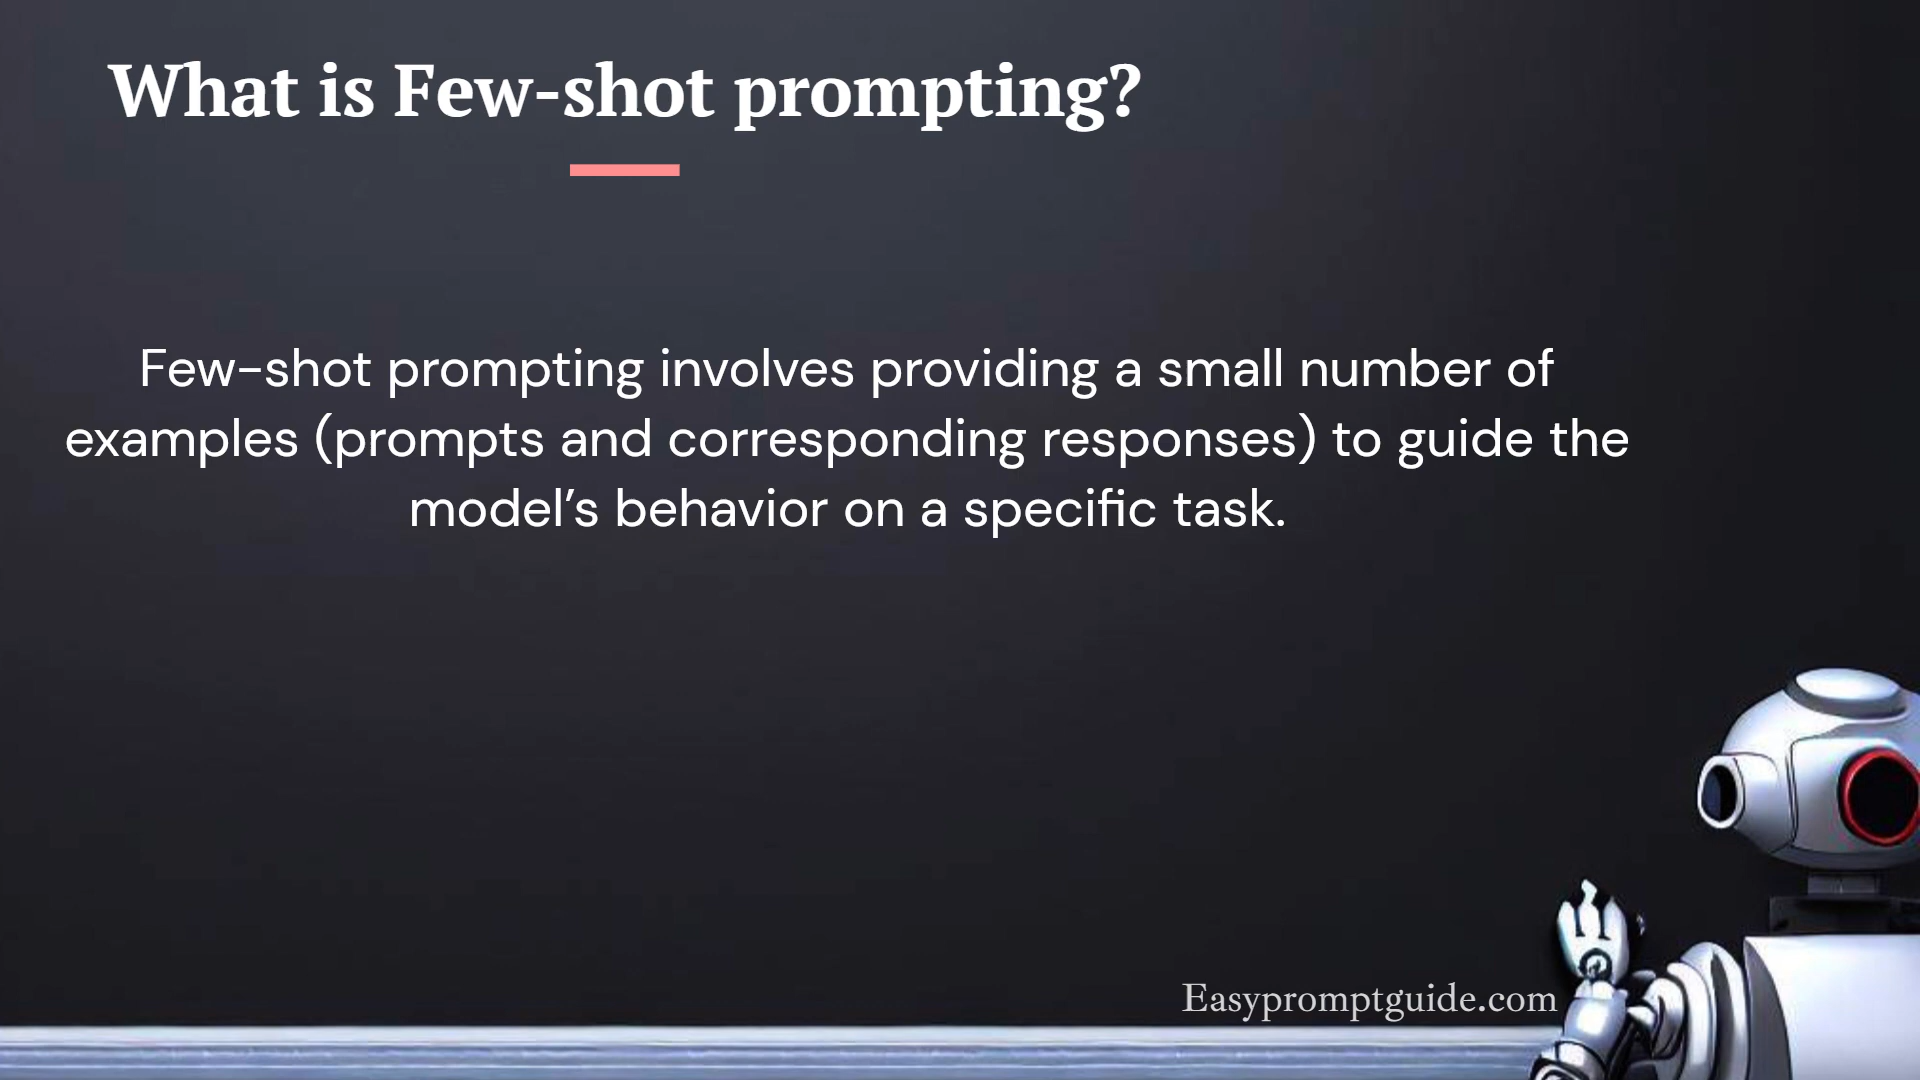 What is Few-shot prompting?
Few-shot prompting involves providing a small number of
examples (prompts and corresponding responses) to guide the
model’s behavior on a specific task.
Easypromptguide.com